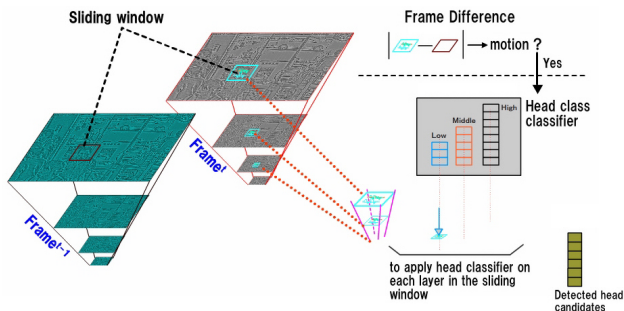 Sliding window
Frame Difference
motion ?
Yes
Head class
classifier
High
Middle
Low
Frame^t
Frame^t-1
to apply head classifier on
each layer in the sliding
window
Detected head
candidates